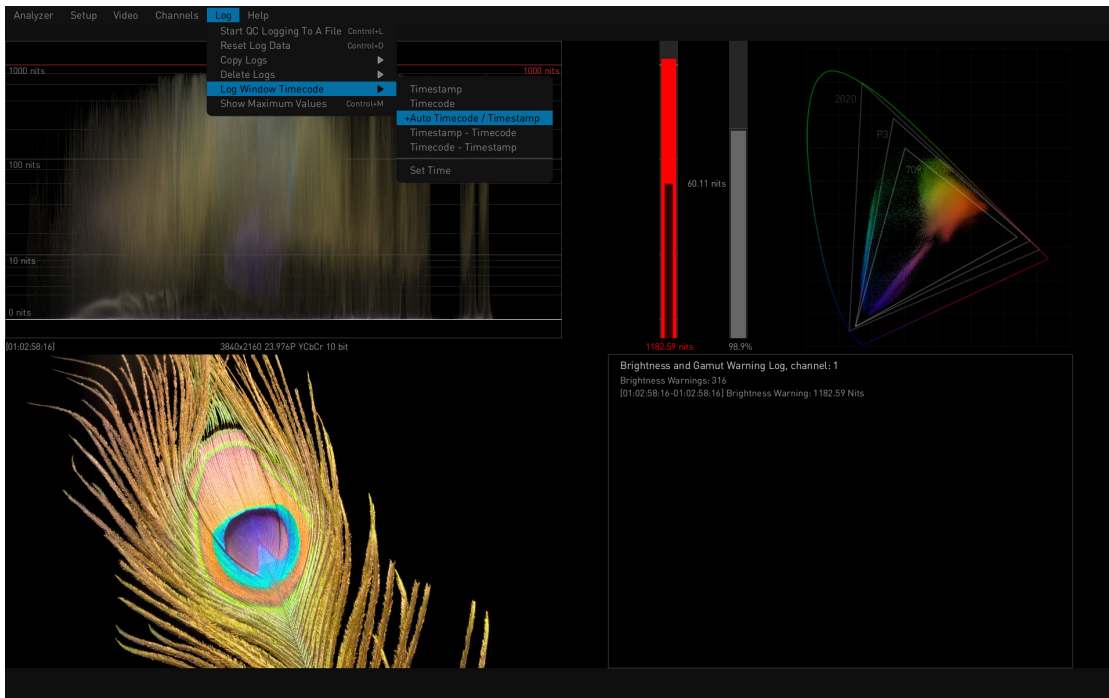 Analyzer Setup Video Channels Log Help
Start QC Logging To A File Control+L
Reset Log Data Control+D
Copy Logs
Delete Logs
Log Window Timecode
Show Maximum Values Control+M
Timestamp
Timecode
+Auto Timecode / Timestamp
Timestamp - Timecode
Timecode - Timestamp
Set Time
1000 nits
1000 nits
100 nits
10 nits
0 nits
[01:02:58:16] 3840x2160 23.976P YCbCr 10 bit
60.11 nits
1182.59 nits
98.9%
2020
P3
709
Brightness and Gamut Warning Log, channel: 1
Brightness Warnings: 316
[01:02:58:16-01:02:58:16] Brightness Warning: 1182.59 Nits